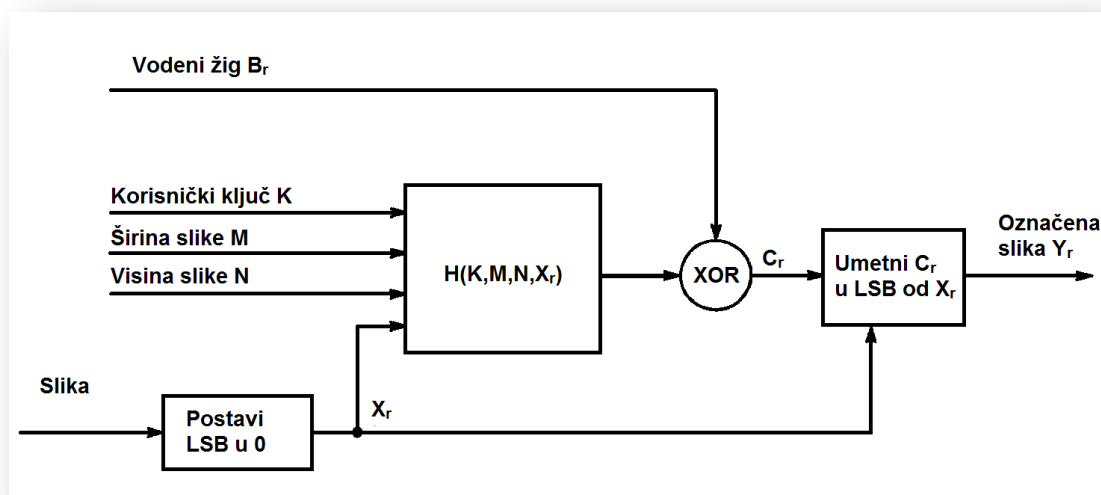 Vodeni žig Br
Korisnički ključ K
Širina slike M
Visina slike N
H(K,M,N,Xr)
XOR
Cr
Umetni Cr
u LSB od Xr
Označena
slika Yr
Slika
Postavi
LSB u 0
Xr